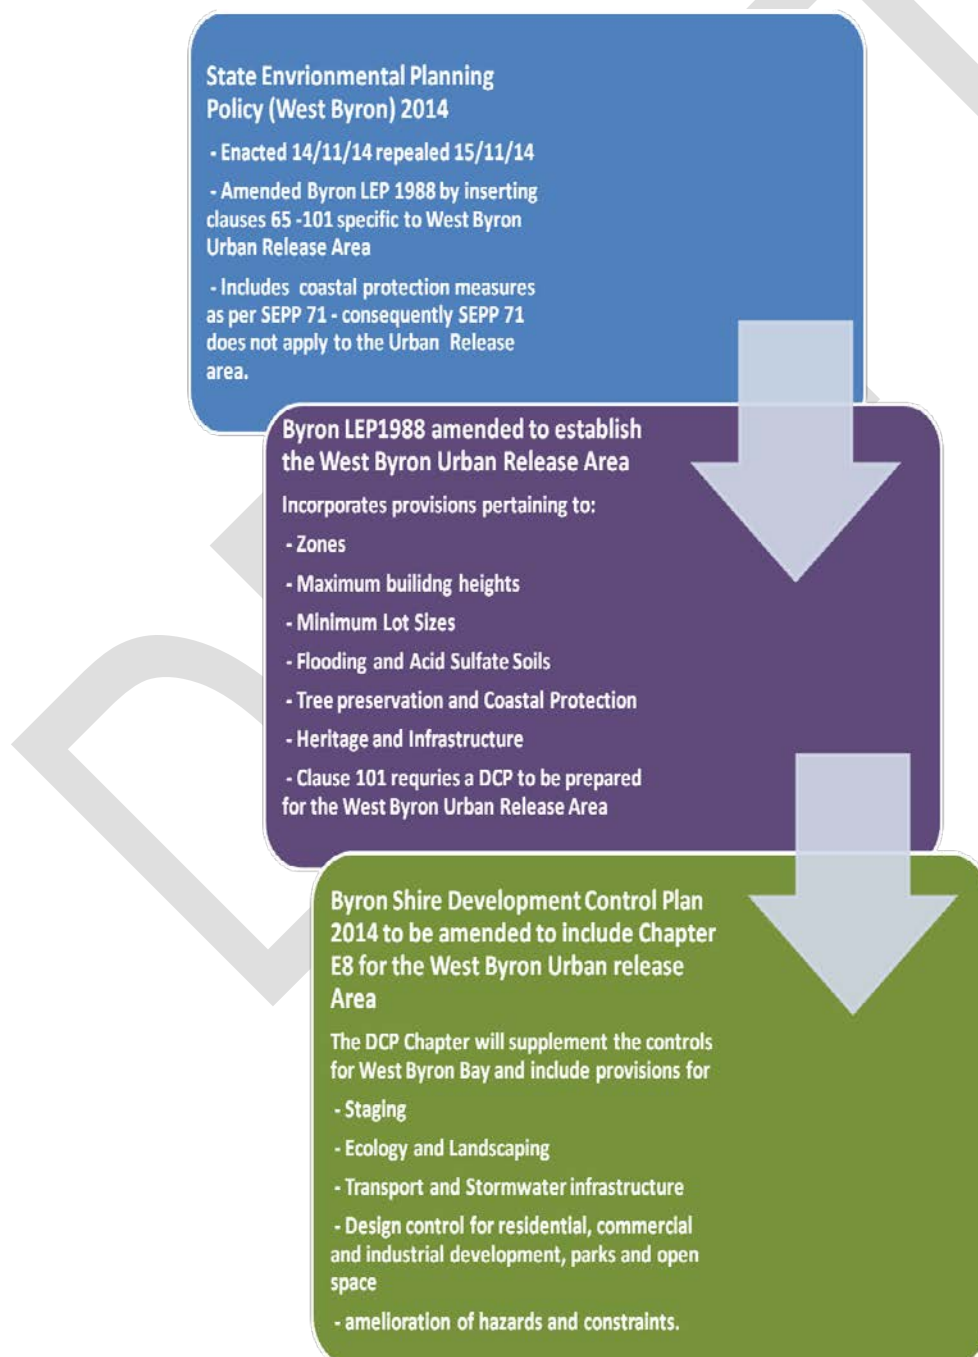 State Envrionmental Planning
Policy (West Byron) 2014
- Enacted 14/11/14 repealed 15/11/14
- Amended Byron LEP 1988 by inserting
clauses 65 -101 specific to West Byron
Urban Release Area
- Includes coastal protection measures
as per SEPP 71 - consequently SEPP 71
does not apply to the Urban Release
area.
Byron LEP1988 amended to establish
the West Byron Urban Release Area
Incorporates provisions pertaining to:
- Zones
- Maximum builidng heights
- Minimum Lot Sizes
- Flooding and Acid Sulfate Soils
- Tree preservation and Coastal Protection
- Heritage and Infrastructure
- Clause 101 requries a DCP to be prepared
for the West Byron Urban Release Area
Byron Shire Development Control Plan
2014 to be amended to include Chapter
E8 for the West Byron Urban release
Area
The DCP Chapter will supplement the controls
for West Byron Bay and include provisions for
- Staging
- Ecology and Landscaping
- Transport and Stormwater infrastructure
- Design control for residential, commercial
and industrial development, parks and open
space
- amelioration of hazards and constraints.